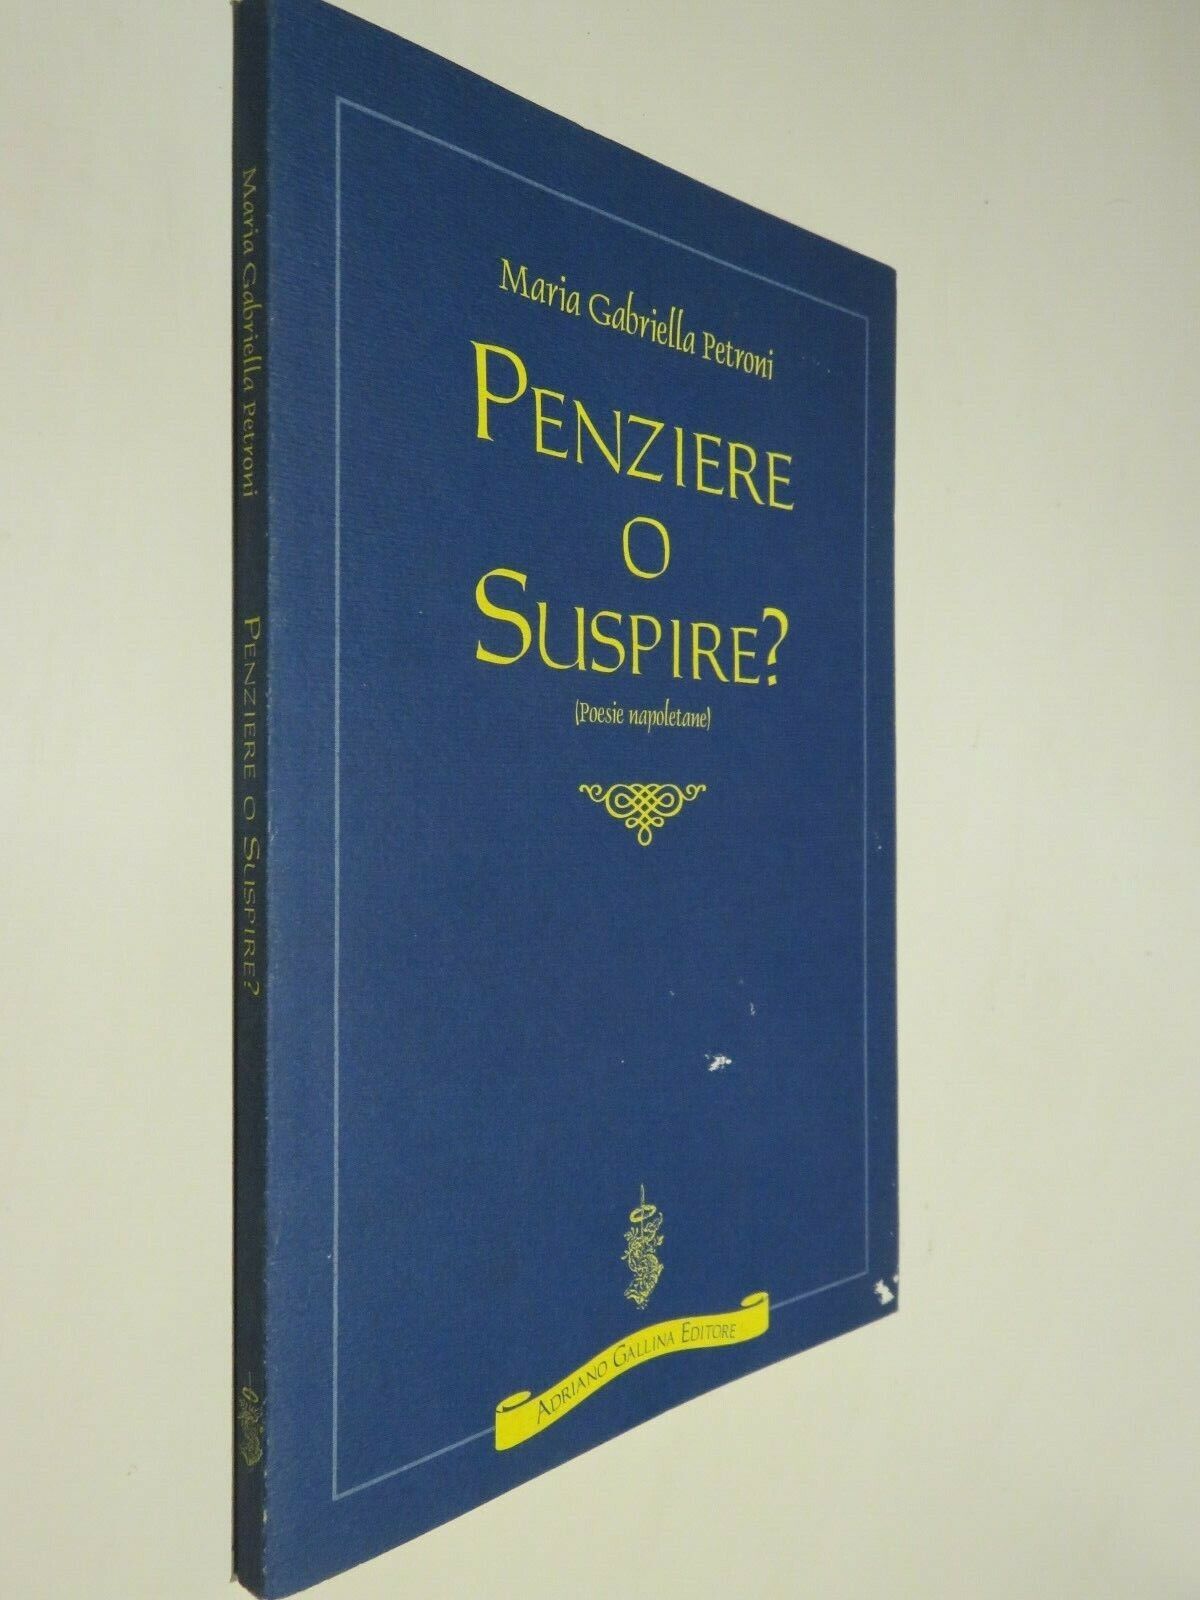 Maria Gabriella Petroni
PENZIERE
O
SUSPIRE?
(Poesie napoletane)
ADRIANO GALLINA EDITORE
Maria Gabriella Petroni
PENZIERE O SUSPIRE?